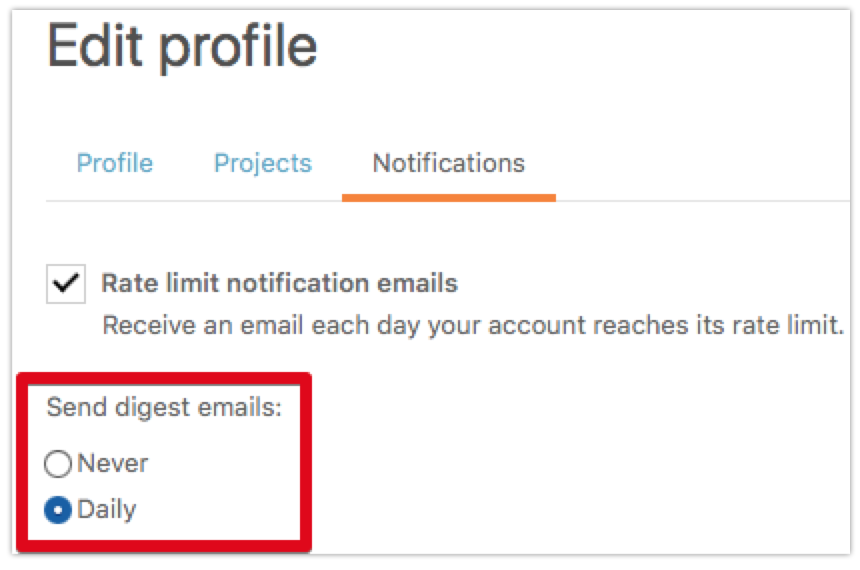 Edit profile
Profile Projects Notifications
Rate limit notification emails
Receive an email each day your account reaches its rate limit.
Send digest emails:
Never
Daily